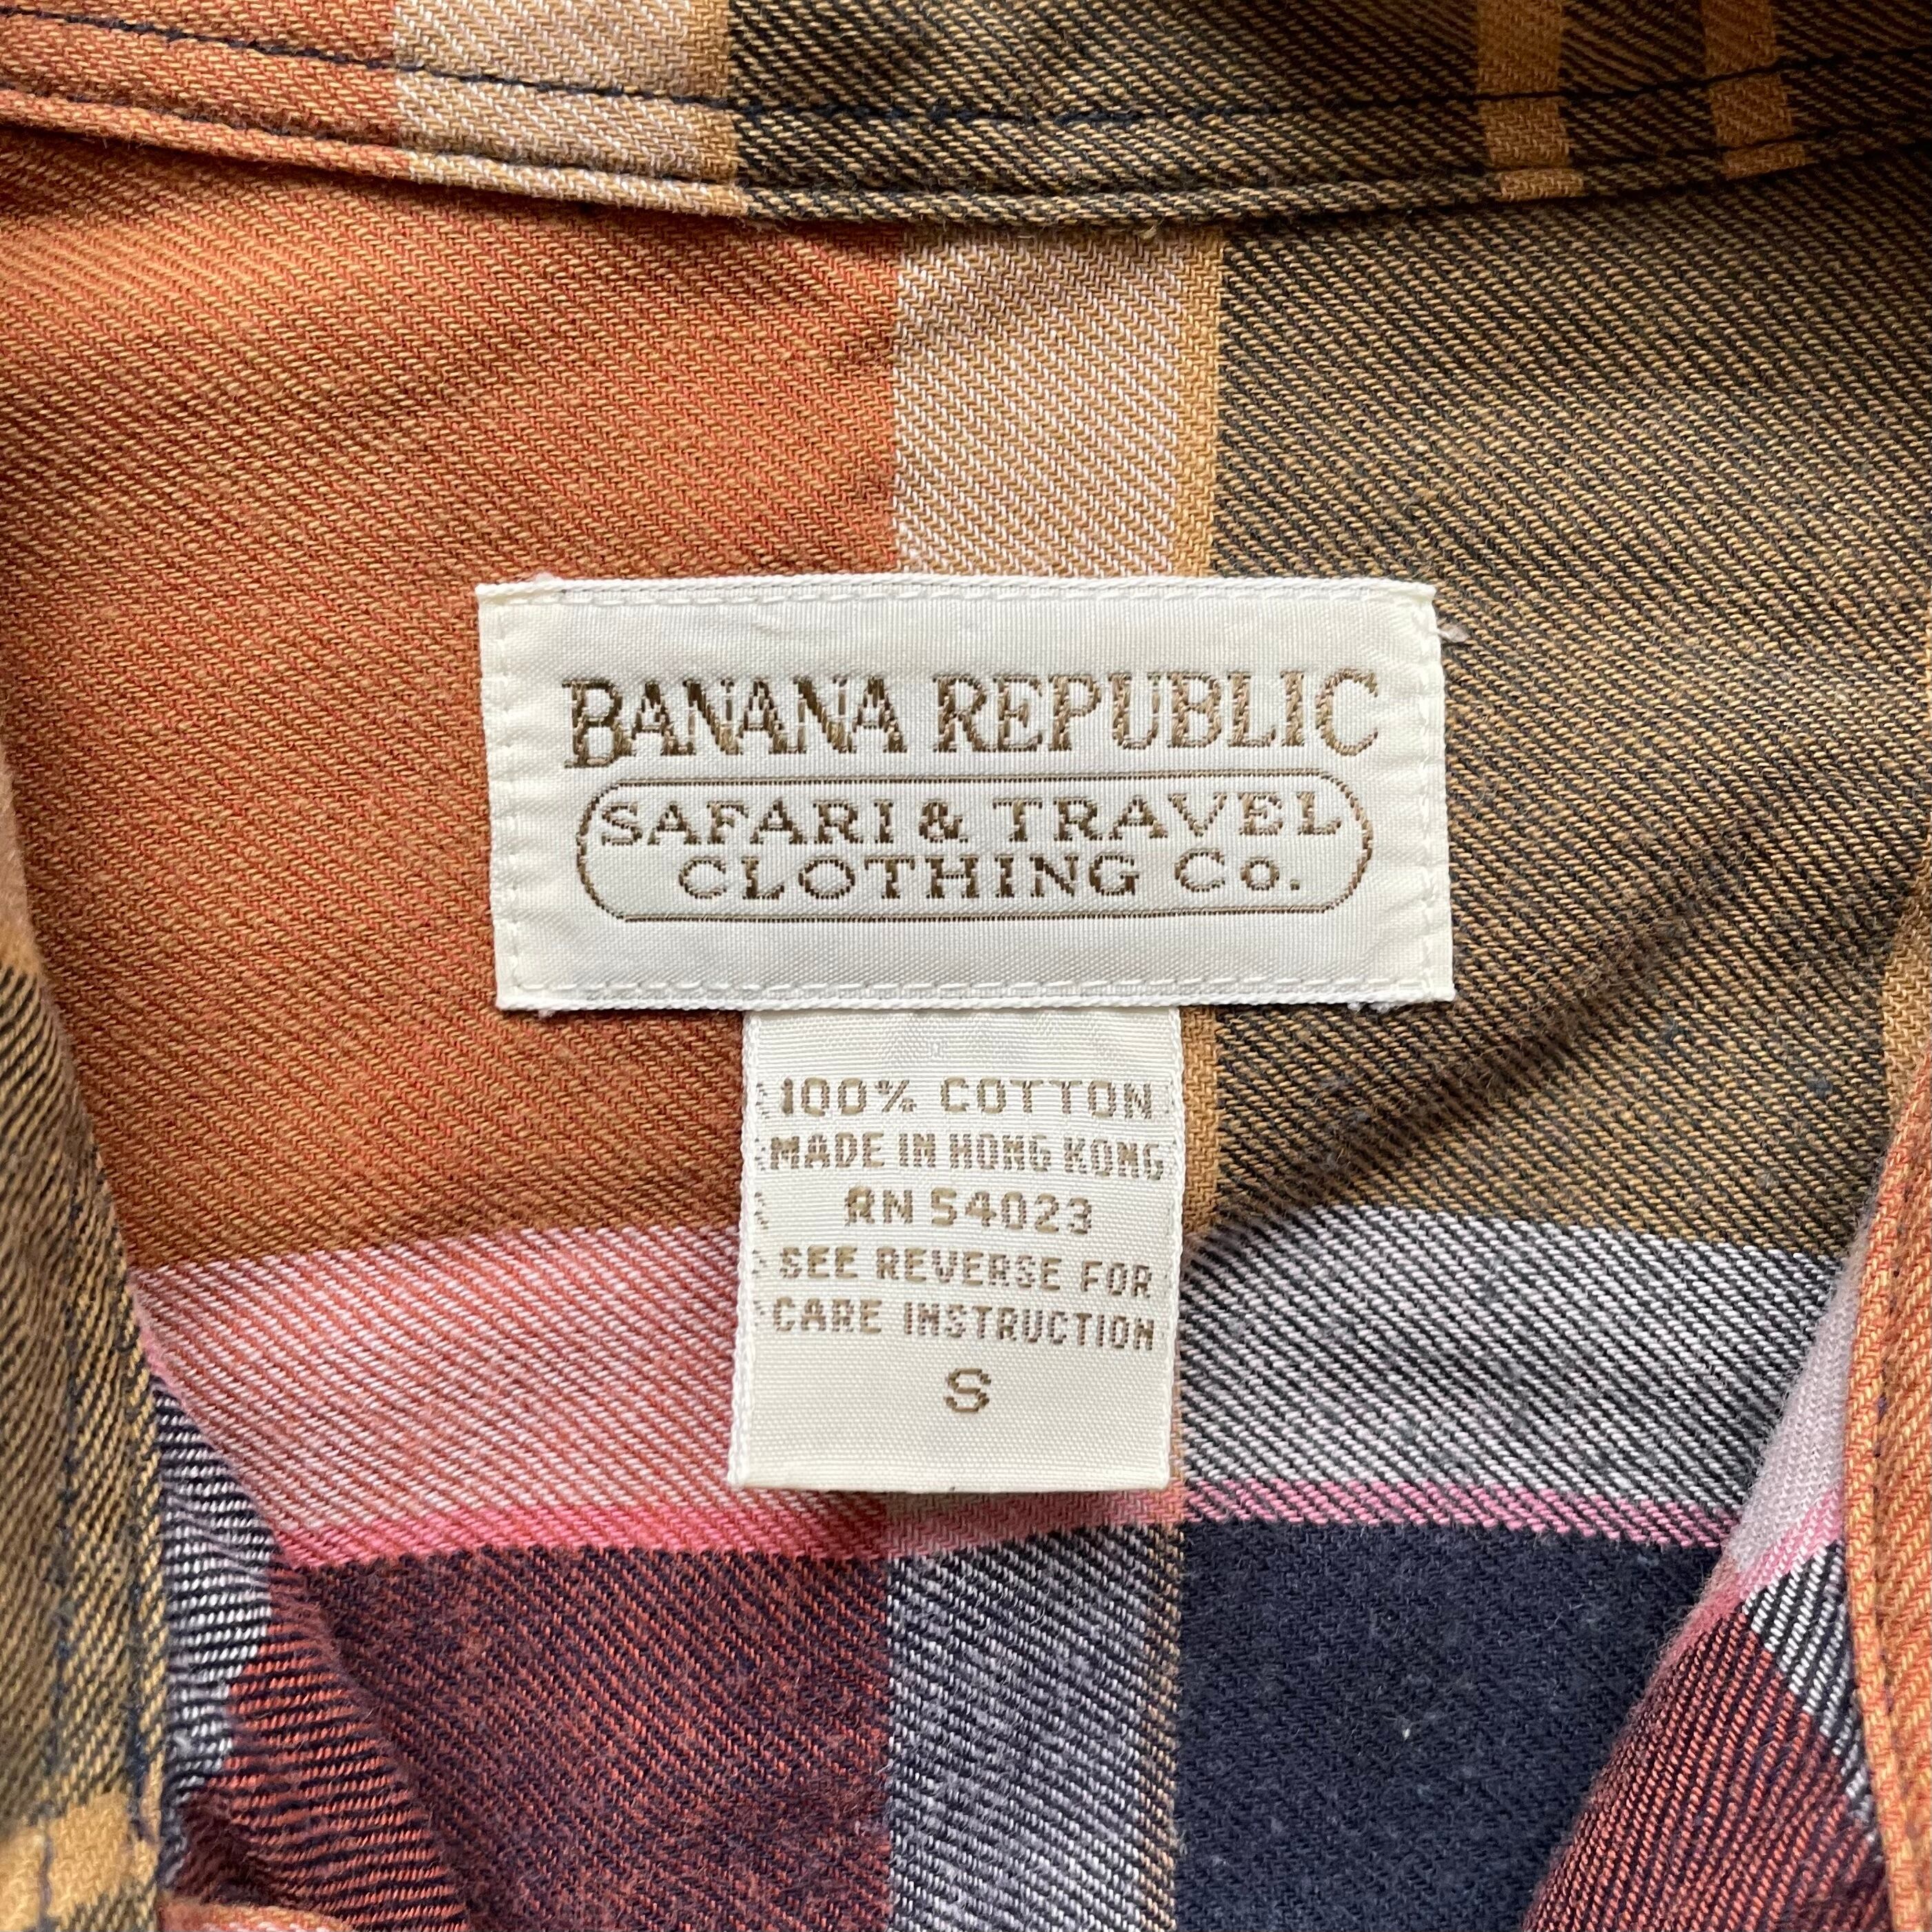 BANANA REPUBLIC
SAFARI & TRAVEL
CLOTHING Co.
100% COTTON
MADE IN HONG KONG
RN 54023
SEE REVERSE FOR
CARE INSTRUCTION
S